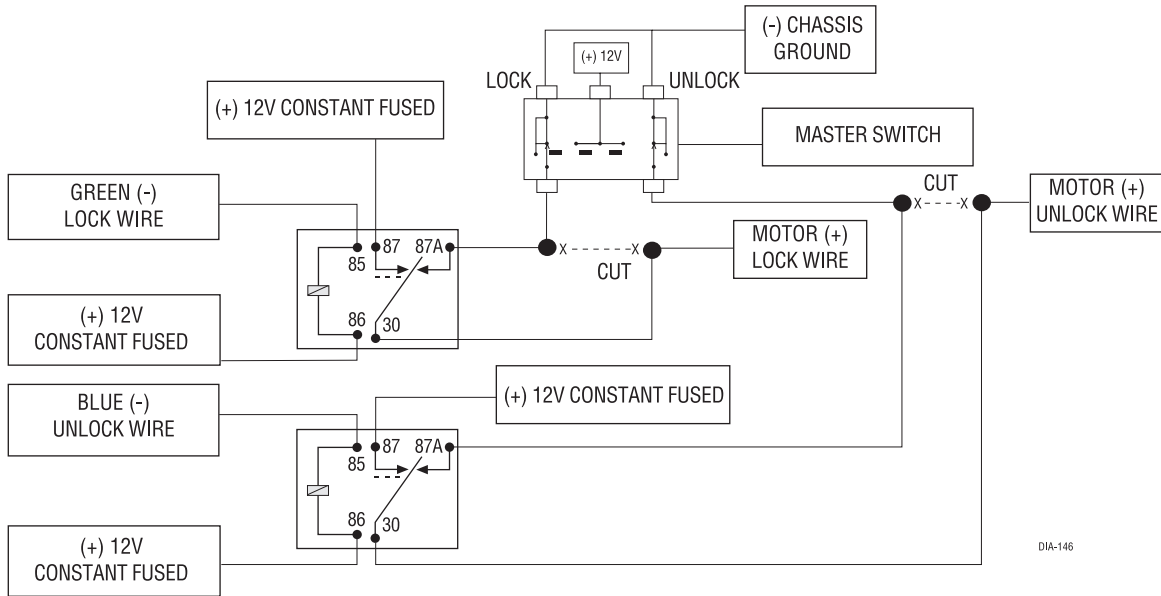 (-) CHASSIS
GROUND
(+) 12V
LOCK
UNLOCK
(+) 12V CONSTANT FUSED
MASTER SWITCH
GREEN (-)
LOCK WIRE
CUT
MOTOR (+)
UNLOCK WIRE
X
X
87
87A
85
X
X
CUT
MOTOR (+)
LOCK WIRE
86
30
(+) 12V
CONSTANT FUSED
(+) 12V CONSTANT FUSED
BLUE (-)
UNLOCK WIRE
87
87A
85
86
30
(+) 12V
CONSTANT FUSED
DIA-146